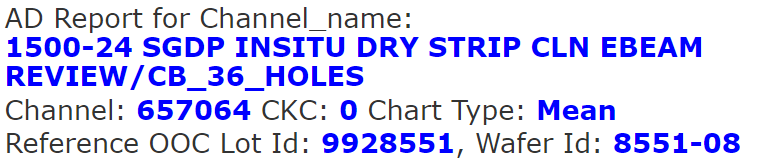 AD Report for Channel_name:
1500-24 SGDP INSITU DRY STRIP CLN EBEAM
REVIEW/CB_36_HOLES
Channel: 657064 CKC: 0 Chart Type: Mean
Reference OOC Lot Id: 9928551, Wafer Id: 8551-08